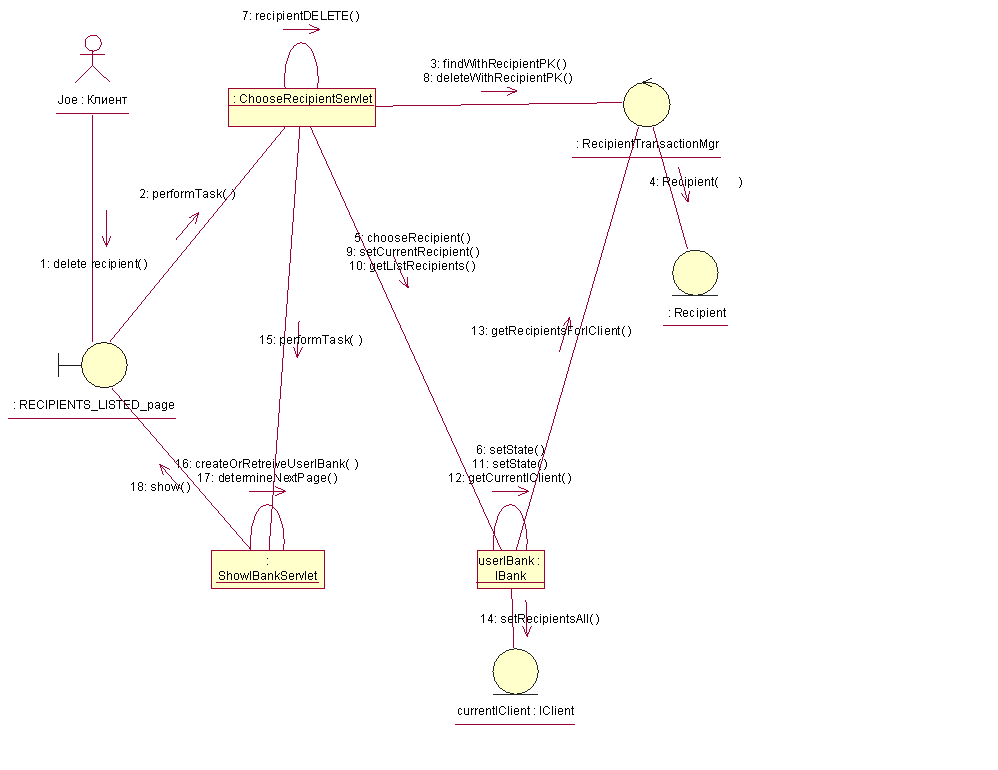 7: recipientDELETE( )
Joe : Клиент
: ChooseRecipientServlet
3: findWithRecipientPK( )
8: deleteWithRecipientPK( )
: RecipientTransactionMgr
4: Recipient( )
2: performTask( )
1: delete recipient( )
5: chooseRecipient( )
9: setCurrentRecipient( )
10: getListRecipients( )
: Recipient
13: getRecipientsForIClient( )
15: performTask( )
: RECIPIENTS_LISTED_page
16: createOrRetreiveUserIBank( )
17: determineNextPage( )
18: show( )
6: setState( )
11: setState( )
12: getCurrentIClient( )
:
ShowIBankServlet
userIBank :
IBank
14: setRecipientsAll( )
currentIClient : IClient